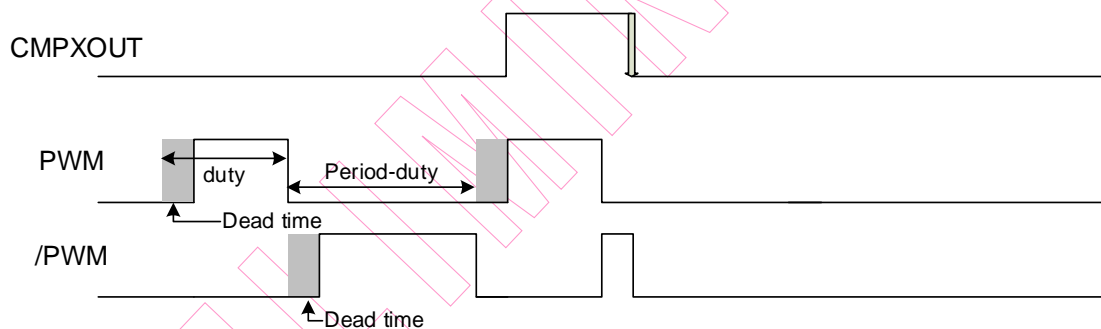 CMPXOUT
PWM
duty
Period-duty
Dead time
/PWM
Dead time